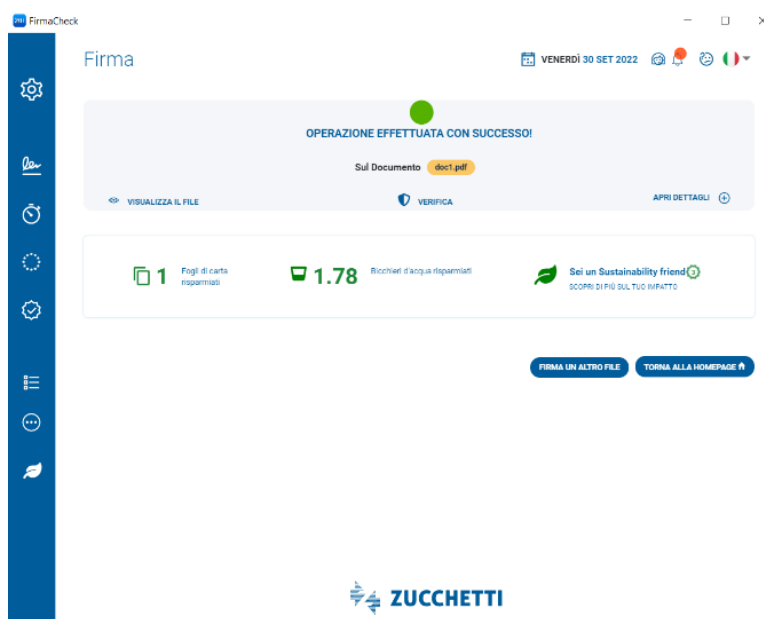 FirmaCheck
Firma
VENERDÌ 30 SET 2022
OPERAZIONE EFFETTUATA CON SUCCESSO!
Sul Documento doc1.pdf
VISUALIZZA IL FILE
VERIFICA
APRI DETTAGLI
1
Fogli di carta
risparmiati
1.78
Bicchieri d'acqua risparmiati
Sei un Sustainability friend
3
SCOPRI DI PIÙ SUL TUO IMPATTO
FIRMA UN ALTRO FILE
TORNA ALLA HOMEPAGE
ZUCCHETTI